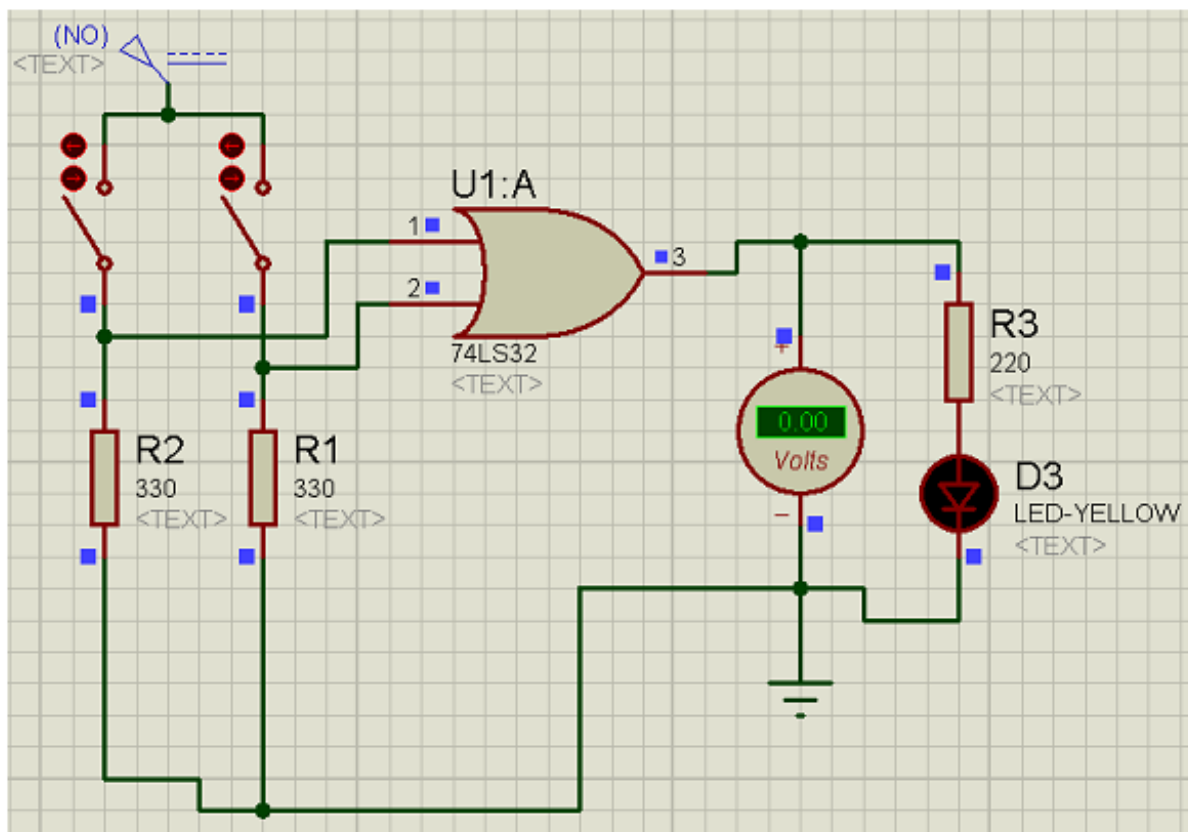 (NO)
<TEXT>
U1:A
1
2
3
74LS32
<TEXT>
R2
330
<TEXT>
R1
330
<TEXT>
+
0.00
Volts
−
R3
220
<TEXT>
D3
LED-YELLOW
<TEXT>